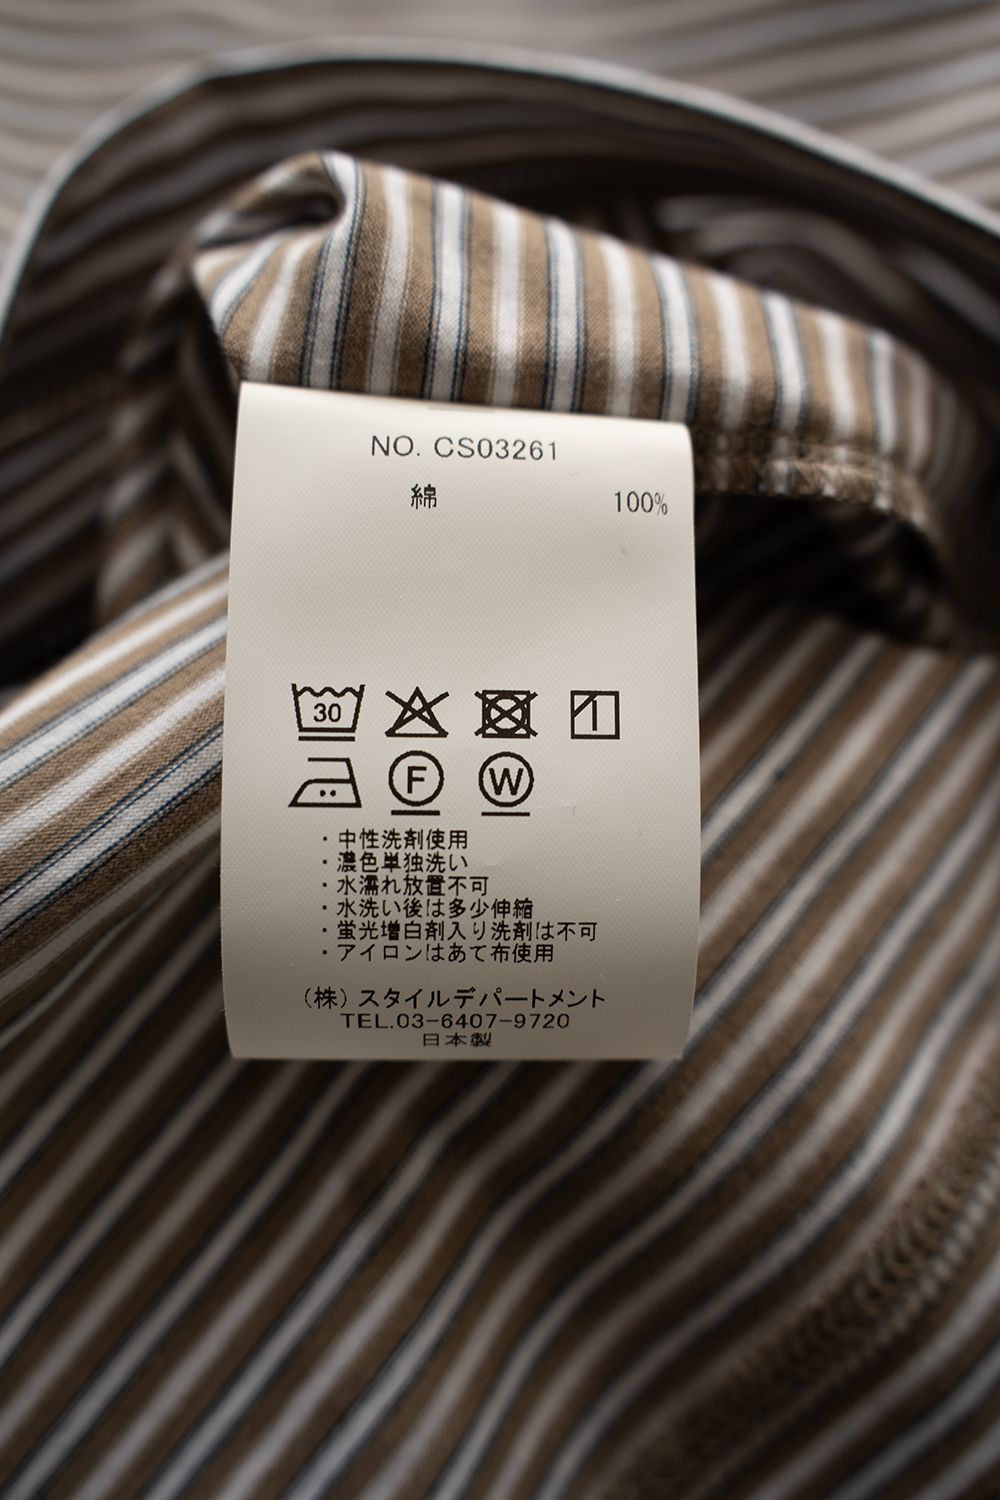 NO. CS03261
綿 100%
30
F W
・中性洗剤使用
・濃色単独洗い
・水濡れ放置不可
・水洗い後は多少伸縮
・蛍光増白剤入り洗剤は不可
・アイロンはあて布使用
（株）スタイルデパートメント
TEL.03-6407-9720
日本製